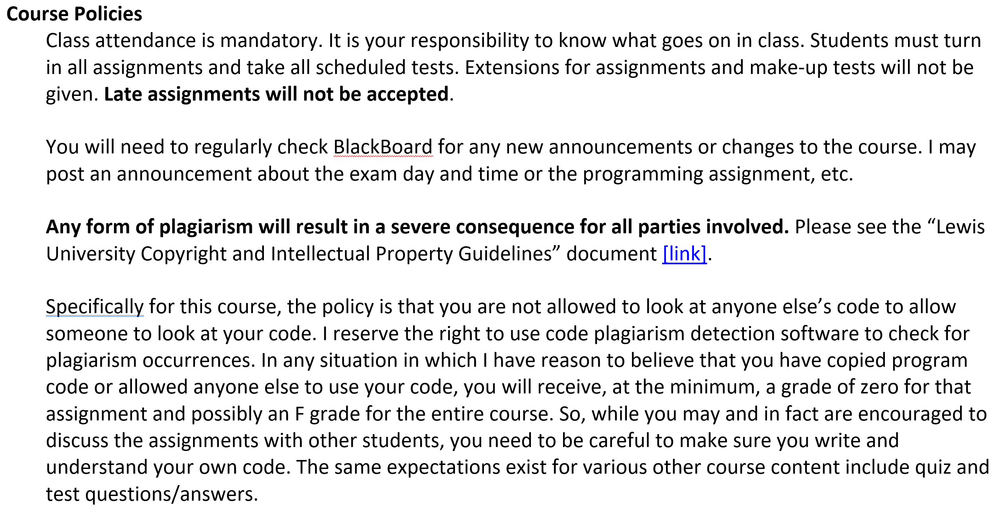 Course Policies
Class attendance is mandatory. It is your responsibility to know what goes on in class. Students must turn
in all assignments and take all scheduled tests. Extensions for assignments and make-up tests will not be
given. Late assignments will not be accepted.
You will need to regularly check BlackBoard for any new announcements or changes to the course. I may
post an announcement about the exam day and time or the programming assignment, etc.
Any form of plagiarism will result in a severe consequence for all parties involved. Please see the “Lewis
University Copyright and Intellectual Property Guidelines” document [link].
Specifically for this course, the policy is that you are not allowed to look at anyone else’s code to allow
someone to look at your code. I reserve the right to use code plagiarism detection software to check for
plagiarism occurrences. In any situation in which I have reason to believe that you have copied program
code or allowed anyone else to use your code, you will receive, at the minimum, a grade of zero for that
assignment and possibly an F grade for the entire course. So, while you may and in fact are encouraged to
discuss the assignments with other students, you need to be careful to make sure you write and
understand your own code. The same expectations exist for various other course content include quiz and
test questions/answers.